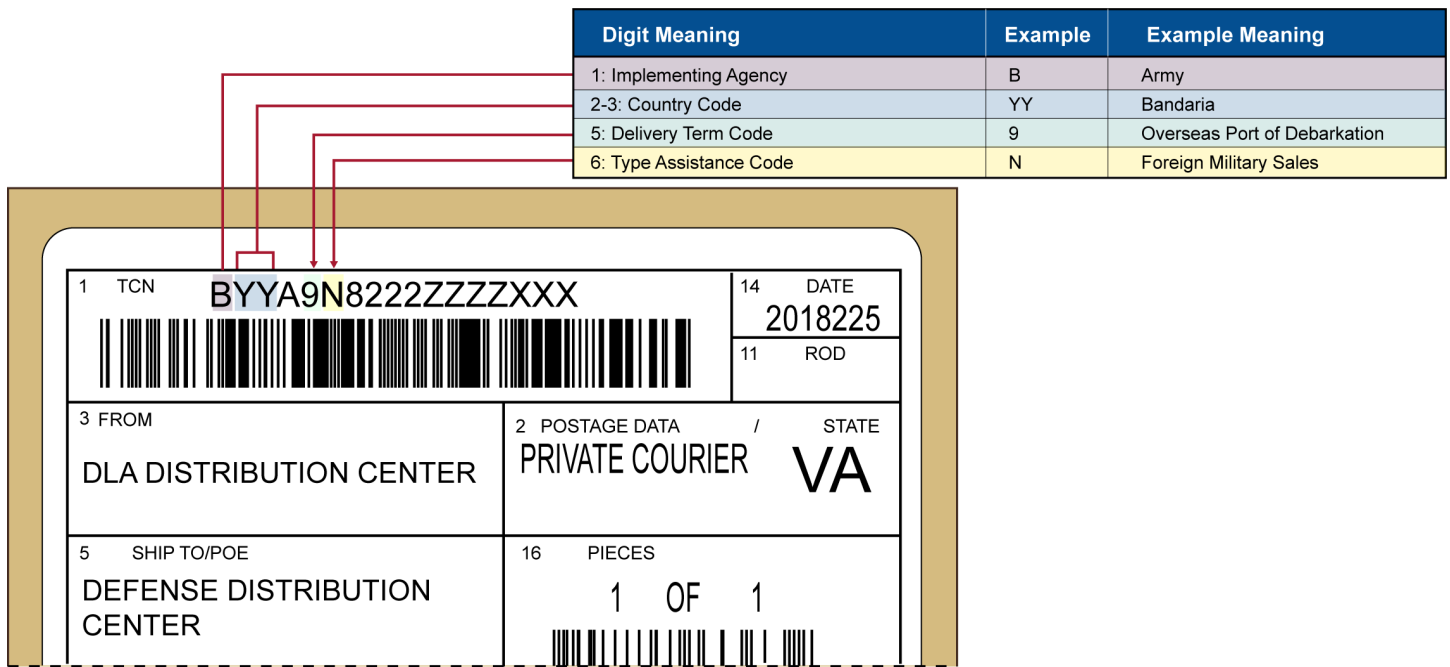 Digit Meaning Example Example Meaning
1: Implementing Agency B Army
2-3: Country Code YY Bandaria
5: Delivery Term Code 9 Overseas Port of Debarkation
6: Type Assistance Code N Foreign Military Sales
1 TCN BYYA9N8222ZZZZXXX
14 DATE
2018225
11 ROD
3 FROM
DLA DISTRIBUTION CENTER
2 POSTAGE DATA / STATE
PRIVATE COURIER VA
5 SHIP TO/POE
DEFENSE DISTRIBUTION
CENTER
16 PIECES
1 OF 1